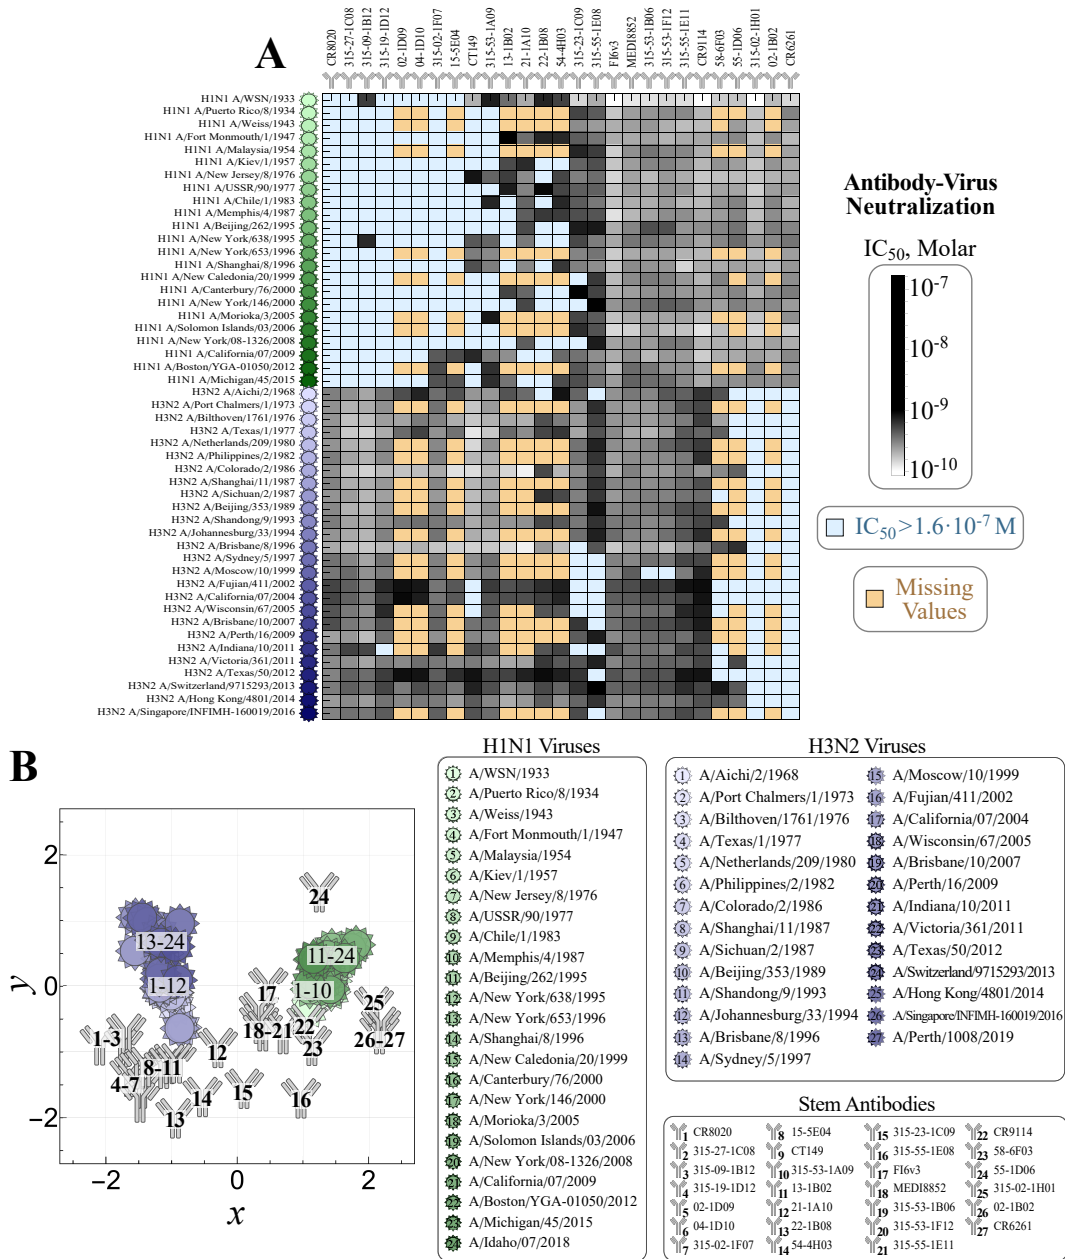 A
CR8020
315-27-1C08
315-09-1B12
315-19-1D12
02-1D09
04-1D10
315-02-1F07
15-5E04
CT149
315-53-1A09
13-1B02
21-1A10
22-1B08
54-4H03
315-23-1C09
315-55-1E08
FI6v3
MEDI8852
315-53-1B06
315-53-1F12
315-55-1E11
CR9114
58-6F03
55-1D06
315-02-1H01
02-1B02
CR6261
H1N1 A/WSN/1933
H1N1 A/Puerto Rico/8/1934
H1N1 A/Weiss/1943
H1N1 A/Fort Monmouth/1/1947
H1N1 A/Malaysia/1954
H1N1 A/Kiev/1/1957
H1N1 A/New Jersey/8/1976
H1N1 A/USSR/90/1977
H1N1 A/Chile/1/1983
H1N1 A/Memphis/4/1987
H1N1 A/Beijing/262/1995
H1N1 A/New York/638/1995
H1N1 A/New York/653/1996
H1N1 A/Shanghai/8/1996
H1N1 A/New Caledonia/20/1999
H1N1 A/Canterbury/76/2000
H1N1 A/New York/146/2000
H1N1 A/Morioka/3/2005
H1N1 A/Solomon Islands/03/2006
H1N1 A/New York/08-1326/2008
H1N1 A/California/07/2009
H1N1 A/Boston/YGA-01050/2012
H1N1 A/Michigan/45/2015
H3N2 A/Aichi/2/1968
H3N2 A/Port Chalmers/1/1973
H3N2 A/Bilthoven/1761/1976
H3N2 A/Texas/1/1977
H3N2 A/Netherlands/209/1980
H3N2 A/Philippines/2/1982
H3N2 A/Colorado/2/1986
H3N2 A/Shanghai/11/1987
H3N2 A/Sichuan/2/1987
H3N2 A/Beijing/353/1989
H3N2 A/Shandong/9/1993
H3N2 A/Johannesburg/33/1994
H3N2 A/Brisbane/8/1996
H3N2 A/Sydney/5/1997
H3N2 A/Moscow/10/1999
H3N2 A/Fujian/411/2002
H3N2 A/California/07/2004
H3N2 A/Wisconsin/67/2005
H3N2 A/Brisbane/10/2007
H3N2 A/Perth/16/2009
H3N2 A/Indiana/10/2011
H3N2 A/Victoria/361/2011
H3N2 A/Texas/50/2012
H3N2 A/Switzerland/9715293/2013
H3N2 A/Hong Kong/4801/2014
H3N2 A/Singapore/INFIMH-160019/2016
Antibody-Virus
Neutralization
IC50, Molar
10-7
10-8
10-9
10-10
IC50>1.6·10-7 M
Missing
Values
B
2
0
-2
y
-2
0
2
x
24
13-24
11-24
1-12
1-10
17
25
1-3
12
18-21
22
26-27
23
8-11
4-7
14
15
16
13
H1N1 Viruses
1 A/WSN/1933
2 A/Puerto Rico/8/1934
3 A/Weiss/1943
4 A/Fort Monmouth/1/1947
5 A/Malaysia/1954
6 A/Kiev/1/1957
7 A/New Jersey/8/1976
8 A/USSR/90/1977
9 A/Chile/1/1983
10 A/Memphis/4/1987
11 A/Beijing/262/1995
12 A/New York/638/1995
13 A/New York/653/1996
14 A/Shanghai/8/1996
15 A/New Caledonia/20/1999
16 A/Canterbury/76/2000
17 A/New York/146/2000
18 A/Morioka/3/2005
19 A/Solomon Islands/03/2006
20 A/New York/08-1326/2008
21 A/California/07/2009
22 A/Boston/YGA-01050/2012
23 A/Michigan/45/2015
24 A/Idaho/07/2018
H3N2 Viruses
1 A/Aichi/2/1968
2 A/Port Chalmers/1/1973
3 A/Bilthoven/1761/1976
4 A/Texas/1/1977
5 A/Netherlands/209/1980
6 A/Philippines/2/1982
7 A/Colorado/2/1986
8 A/Shanghai/11/1987
9 A/Sichuan/2/1987
10 A/Beijing/353/1989
11 A/Shandong/9/1993
12 A/Johannesburg/33/1994
13 A/Brisbane/8/1996
14 A/Sydney/5/1997
15 A/Moscow/10/1999
16 A/Fujian/411/2002
17 A/California/07/2004
18 A/Wisconsin/67/2005
19 A/Brisbane/10/2007
20 A/Perth/16/2009
21 A/Indiana/10/2011
22 A/Victoria/361/2011
23 A/Texas/50/2012
24 A/Switzerland/9715293/2013
25 A/Hong Kong/4801/2014
26 A/Singapore/INFIMH-160019/2016
27 A/Perth/1008/2019
Stem Antibodies
1 CR8020
2 315-27-1C08
3 315-09-1B12
4 315-19-1D12
5 02-1D09
6 04-1D10
7 315-02-1F07
8 15-5E04
9 CT149
10 315-53-1A09
11 13-1B02
12 21-1A10
13 22-1B08
14 54-4H03
15 315-23-1C09
16 315-55-1E08
17 FI6v3
18 MEDI8852
19 315-53-1B06
20 315-53-1F12
21 315-55-1E11
22 CR9114
23 58-6F03
24 55-1D06
25 315-02-1H01
26 02-1B02
27 CR6261